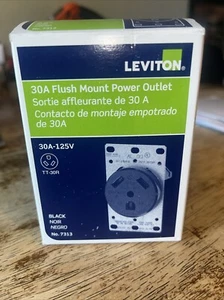 LEVITON
30A Flush Mount Power Outlet
Sortie affleurante de 30 A
Contacto de montaje empotrado
de 30A
30A-125V
TT-30R
BLACK
NOIR
NEGRO
No. 7313